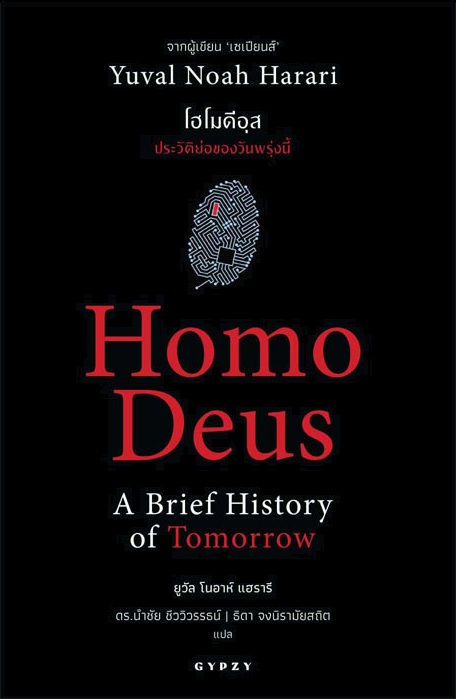 จากผู้เขียน ‘เซเปียนส์’
Yuval Noah Harari
โฮโมดีอุส
ประวัติย่อของวันพรุ่งนี้
Homo
Deus
A Brief History
of Tomorrow
ยูวัล โนอาห์ แฮรารี
ดร.นำชัย ชีววิวรรธน์ | ธิดา จงนิรามัยสถิต
แปล
GYPZY